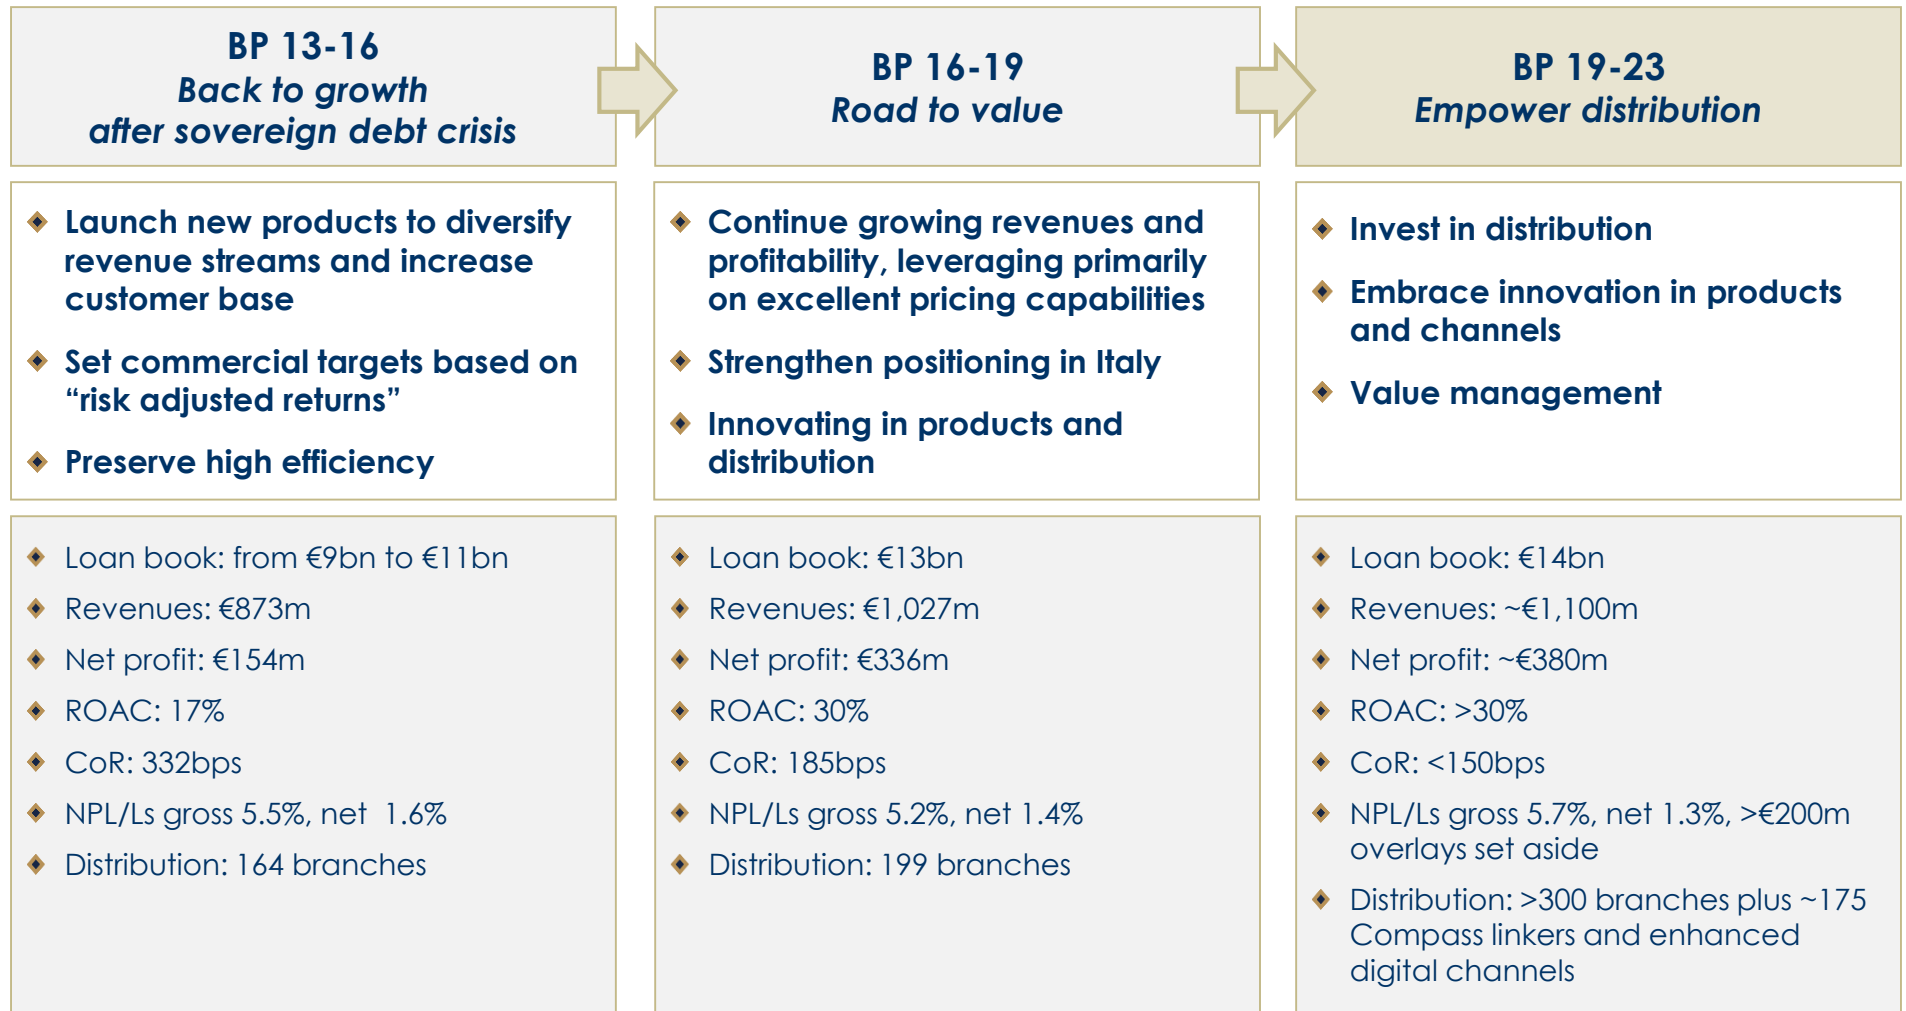 BP 13-16
Back to growth
after sovereign debt crisis
BP 16-19
Road to value
BP 19-23
Empower distribution
Launch new products to diversify
revenue streams and increase
customer base
Set commercial targets based on
“risk adjusted returns”
Preserve high efficiency
Continue growing revenues and
profitability, leveraging primarily
on excellent pricing capabilities
Strengthen positioning in Italy
Innovating in products and
distribution
Invest in distribution
Embrace innovation in products
and channels
Value management
Loan book: from €9bn to €11bn
Revenues: €873m
Net profit: €154m
ROAC: 17%
CoR: 332bps
NPL/Ls gross 5.5%, net 1.6%
Distribution: 164 branches
Loan book: €13bn
Revenues: €1,027m
Net profit: €336m
ROAC: 30%
CoR: 185bps
NPL/Ls gross 5.2%, net 1.4%
Distribution: 199 branches
Loan book: €14bn
Revenues: ~€1,100m
Net profit: ~€380m
ROAC: >30%
CoR: <150bps
NPL/Ls gross 5.7%, net 1.3%, >€200m
overlays set aside
Distribution: >300 branches plus ~175
Compass linkers and enhanced
digital channels